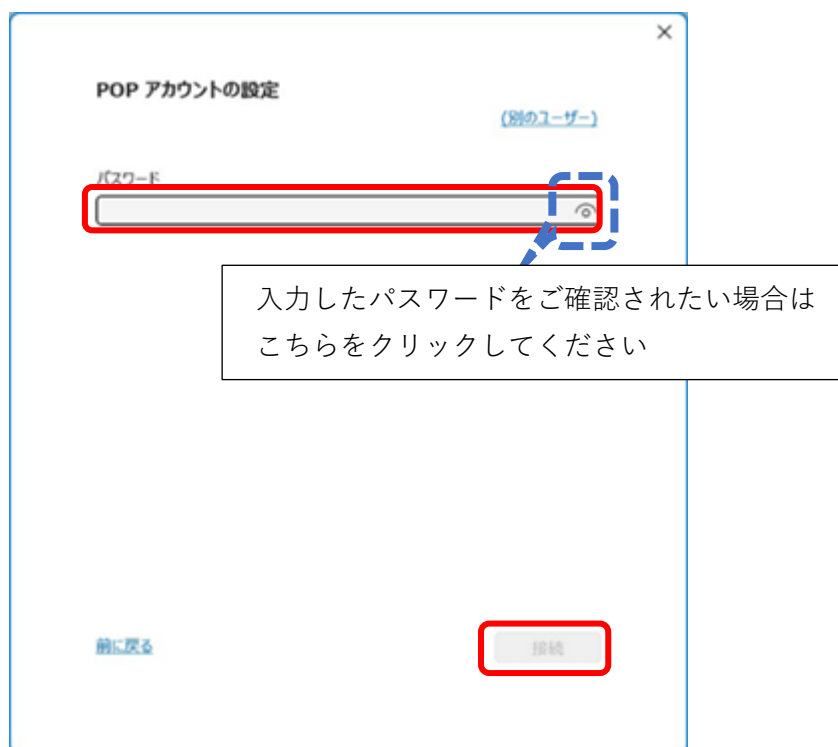 POP アカウントの設定
(別のユーザー)
パスワード
入力したパスワードをご確認されたい場合は
こちらをクリックしてください
前に戻る
接続